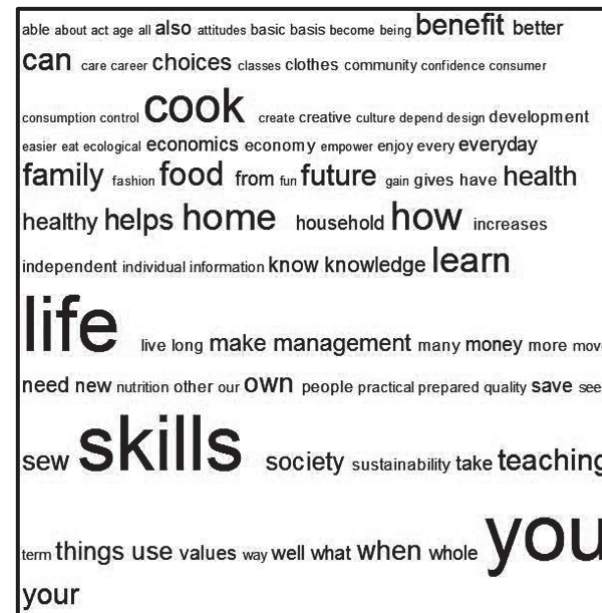 able about act age all also attitudes basic basis become being benefit better
can care career choices classes clothes community confidence consumer
consumption control cook create creative culture depend design development
easier eat ecological economics economy empower enjoy every everyday
family fashion food from fun future gain gives have health
healthy helps home household how increases
independent individual information know knowledge learn
life live long make management many money more move
need new nutrition other our own people practical prepared quality save see
sew skills society sustainability take teaching
term things use values way well what when whole you
your